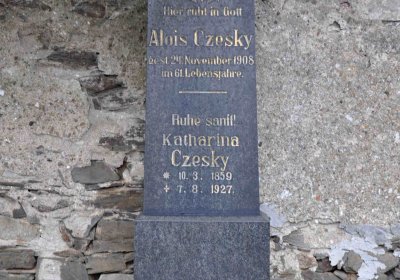 Hier ruht in Gott
Alois Czesky
gest. 24. November 1908
im 61. Lebensjahre.
Ruhe sanft!
Katharina
Czesky
* 10. 3. 1859.
+ 7. 8. 1927.